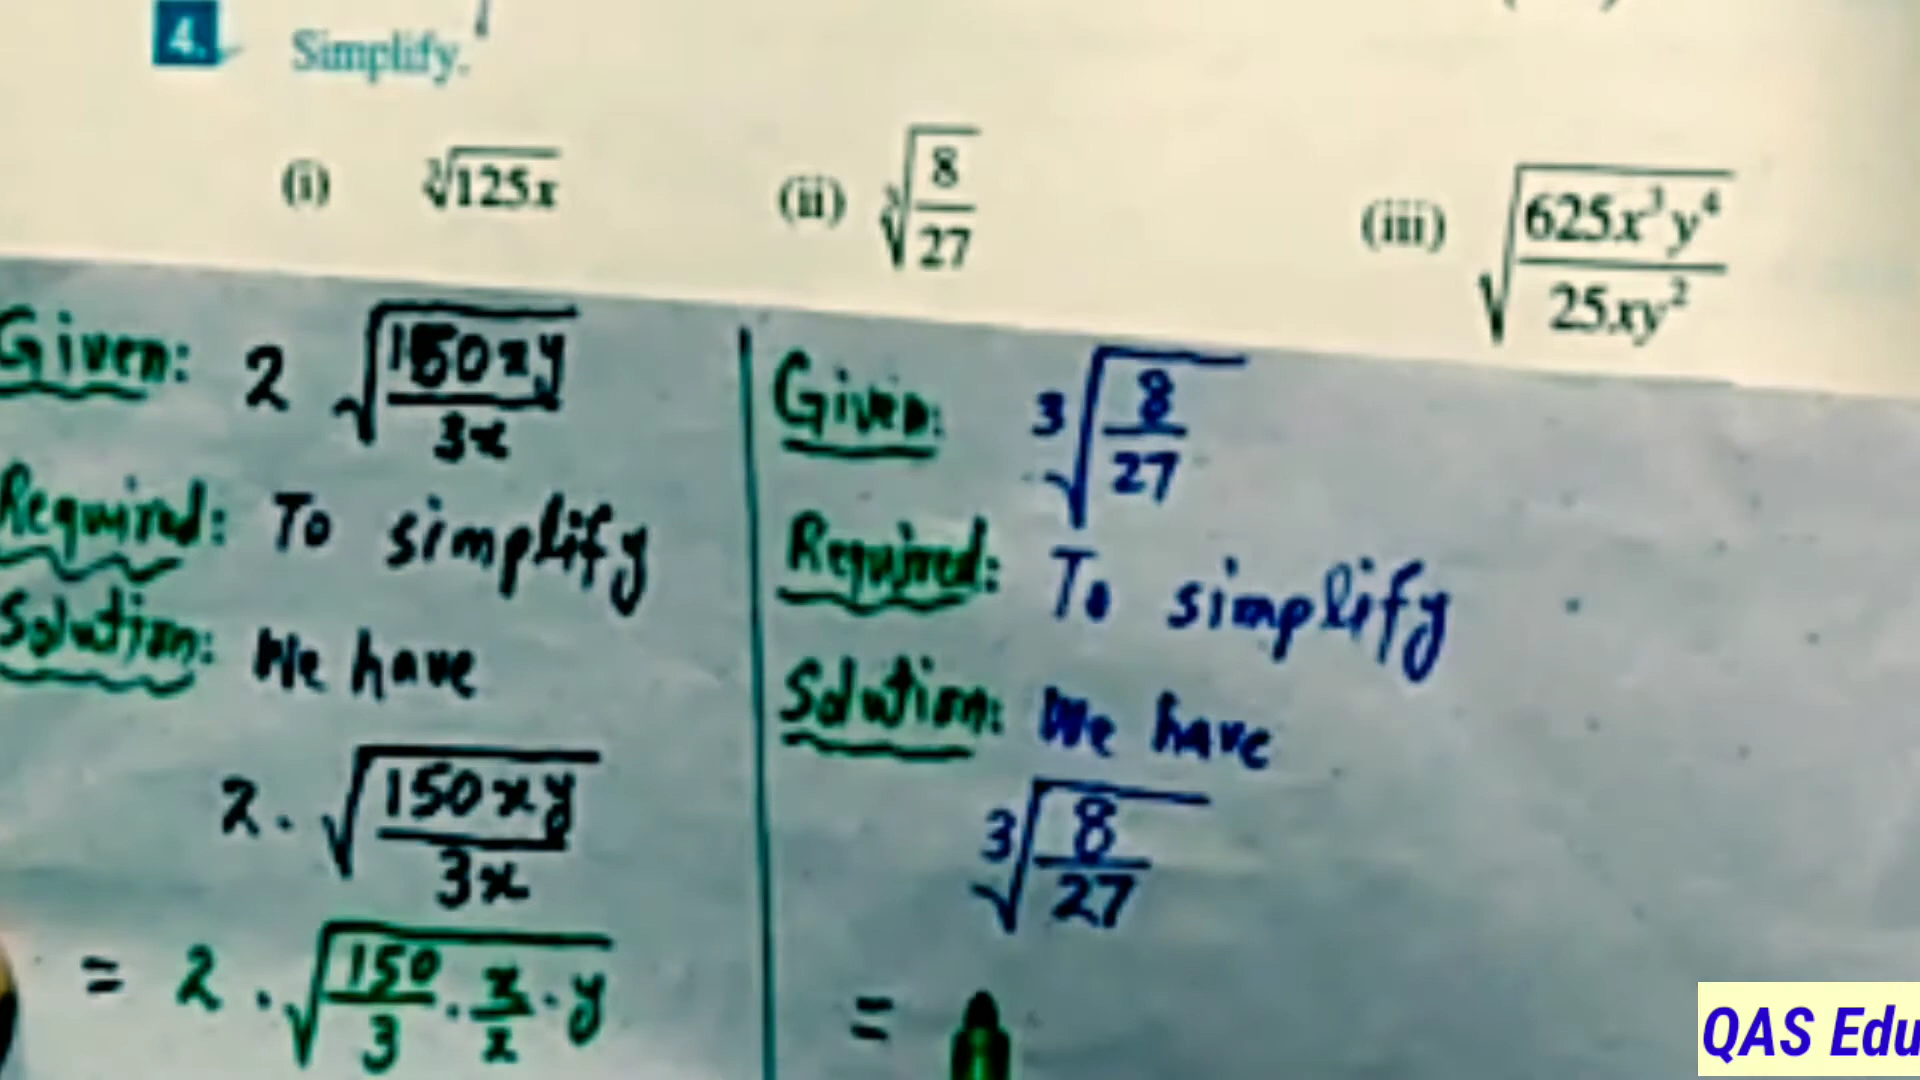 4. Simplify.
(i) ∛125x (ii) ∛(8/27) (iii) √(625x³y⁴/25xy²)
Given: 2 √(150xy/3x)
Required: To simplify
Solution: We have
2 · √(150xy/3x)
= 2 · √(150/3 · x/x · y)
Given: ³√(8/27)
Required: To simplify
Solution: We have
³√(8/27)
=
QAS Edu